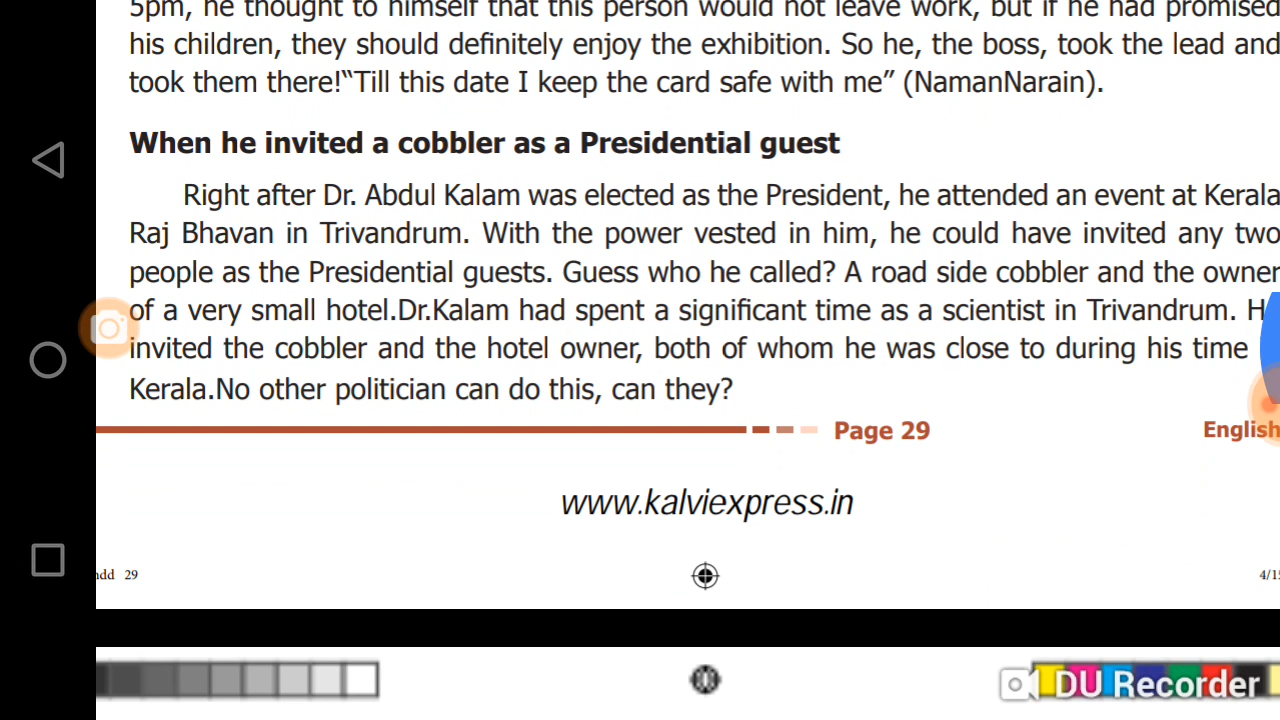 5pm, he thought to himself that this person would not leave work, but if he had promised
his children, they should definitely enjoy the exhibition. So he, the boss, took the lead and
took them there!“Till this date I keep the card safe with me” (NamanNarain).
When he invited a cobbler as a Presidential guest
Right after Dr. Abdul Kalam was elected as the President, he attended an event at Kerala
Raj Bhavan in Trivandrum. With the power vested in him, he could have invited any two
people as the Presidential guests. Guess who he called? A road side cobbler and the owner
of a very small hotel.Dr.Kalam had spent a significant time as a scientist in Trivandrum. H
invited the cobbler and the hotel owner, both of whom he was close to during his time
Kerala.No other politician can do this, can they?
Page 29 English
www.kalviexpress.in
ndd 29 4/15
DU Recorder